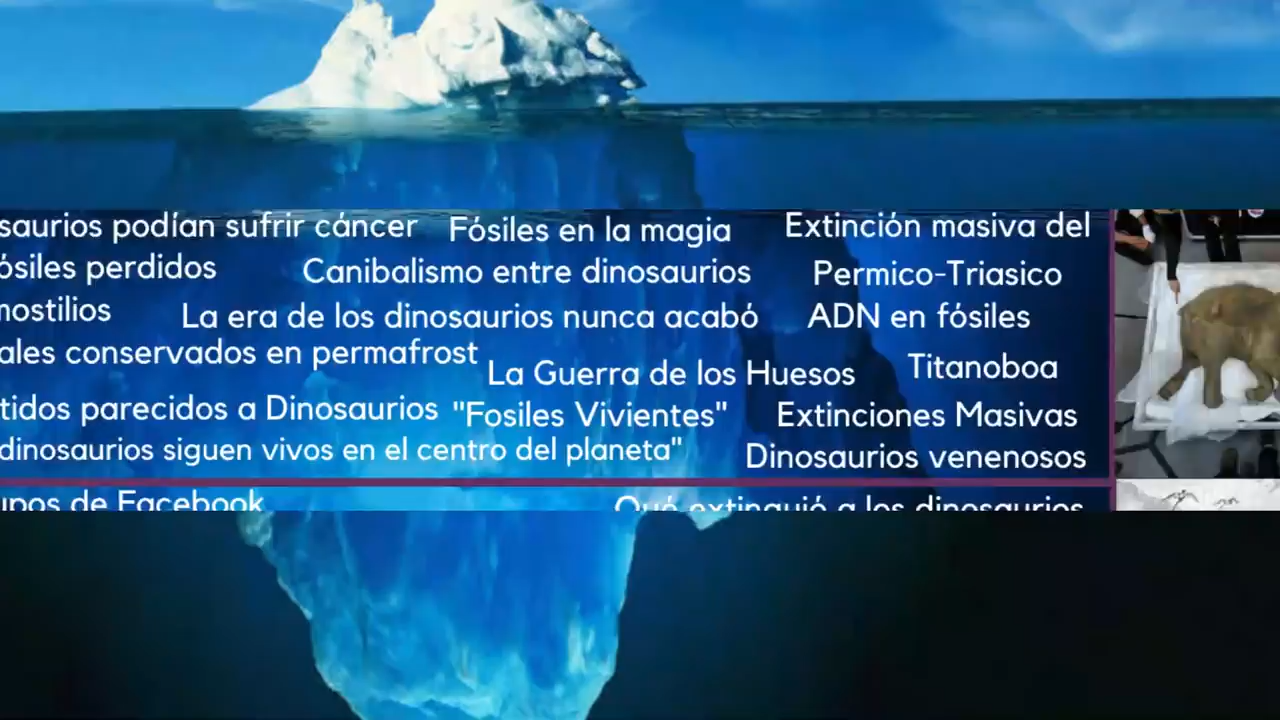 saurios podían sufrir cáncer
Fósiles en la magia
Extinción masiva del
Permico-Triasico
ósiles perdidos
Canibalismo entre dinosaurios
mostilios
La era de los dinosaurios nunca acabó
ADN en fósiles
ales conservados en permafrost
La Guerra de los Huesos
Titanoboa
tidos parecidos a Dinosaurios
"Fosiles Vivientes"
Extinciones Masivas
dinosaurios siguen vivos en el centro del planeta"
Dinosaurios venenosos
upos de Facebook
Qué extinguió a los dinosaurios